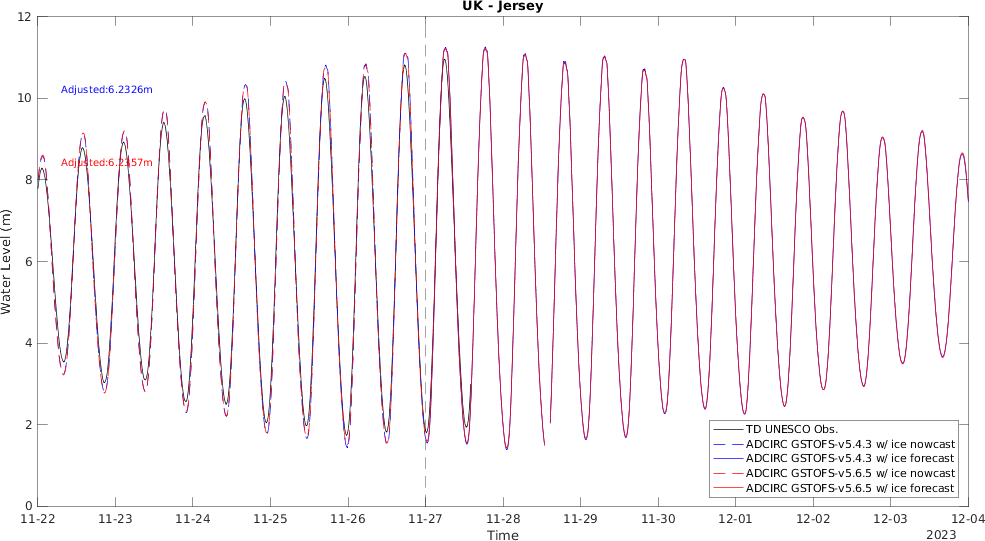 UK - Jersey
12
10
8
6
4
2
0
Water Level (m)
Adjusted:6.2326m
Adjusted:6.2357m
TD UNESCO Obs.
ADCIRC GSTOFS-v5.4.3 w/ ice nowcast
ADCIRC GSTOFS-v5.4.3 w/ ice forecast
ADCIRC GSTOFS-v5.6.5 w/ ice nowcast
ADCIRC GSTOFS-v5.6.5 w/ ice forecast
11-22 11-23 11-24 11-25 11-26 11-27 11-28 11-29 11-30 12-01 12-02 12-03 12-04
Time
2023